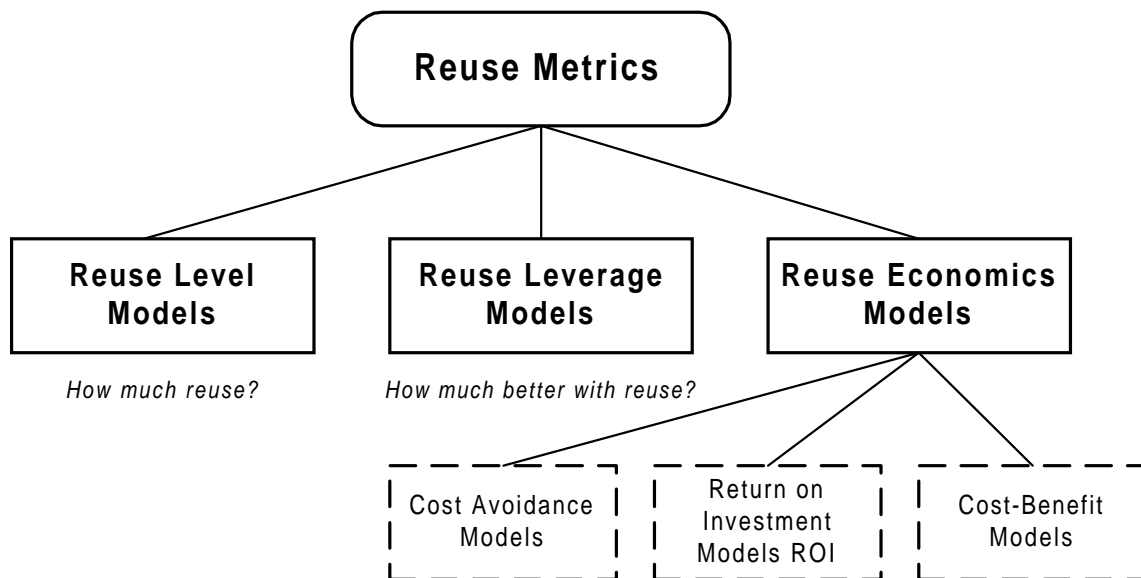 Reuse Metrics
Reuse Level
Models
Reuse Leverage
Models
Reuse Economics
Models
How much reuse?
How much better with reuse?
Cost Avoidance
Models
Return on
Investment
Models ROI
Cost-Benefit
Models